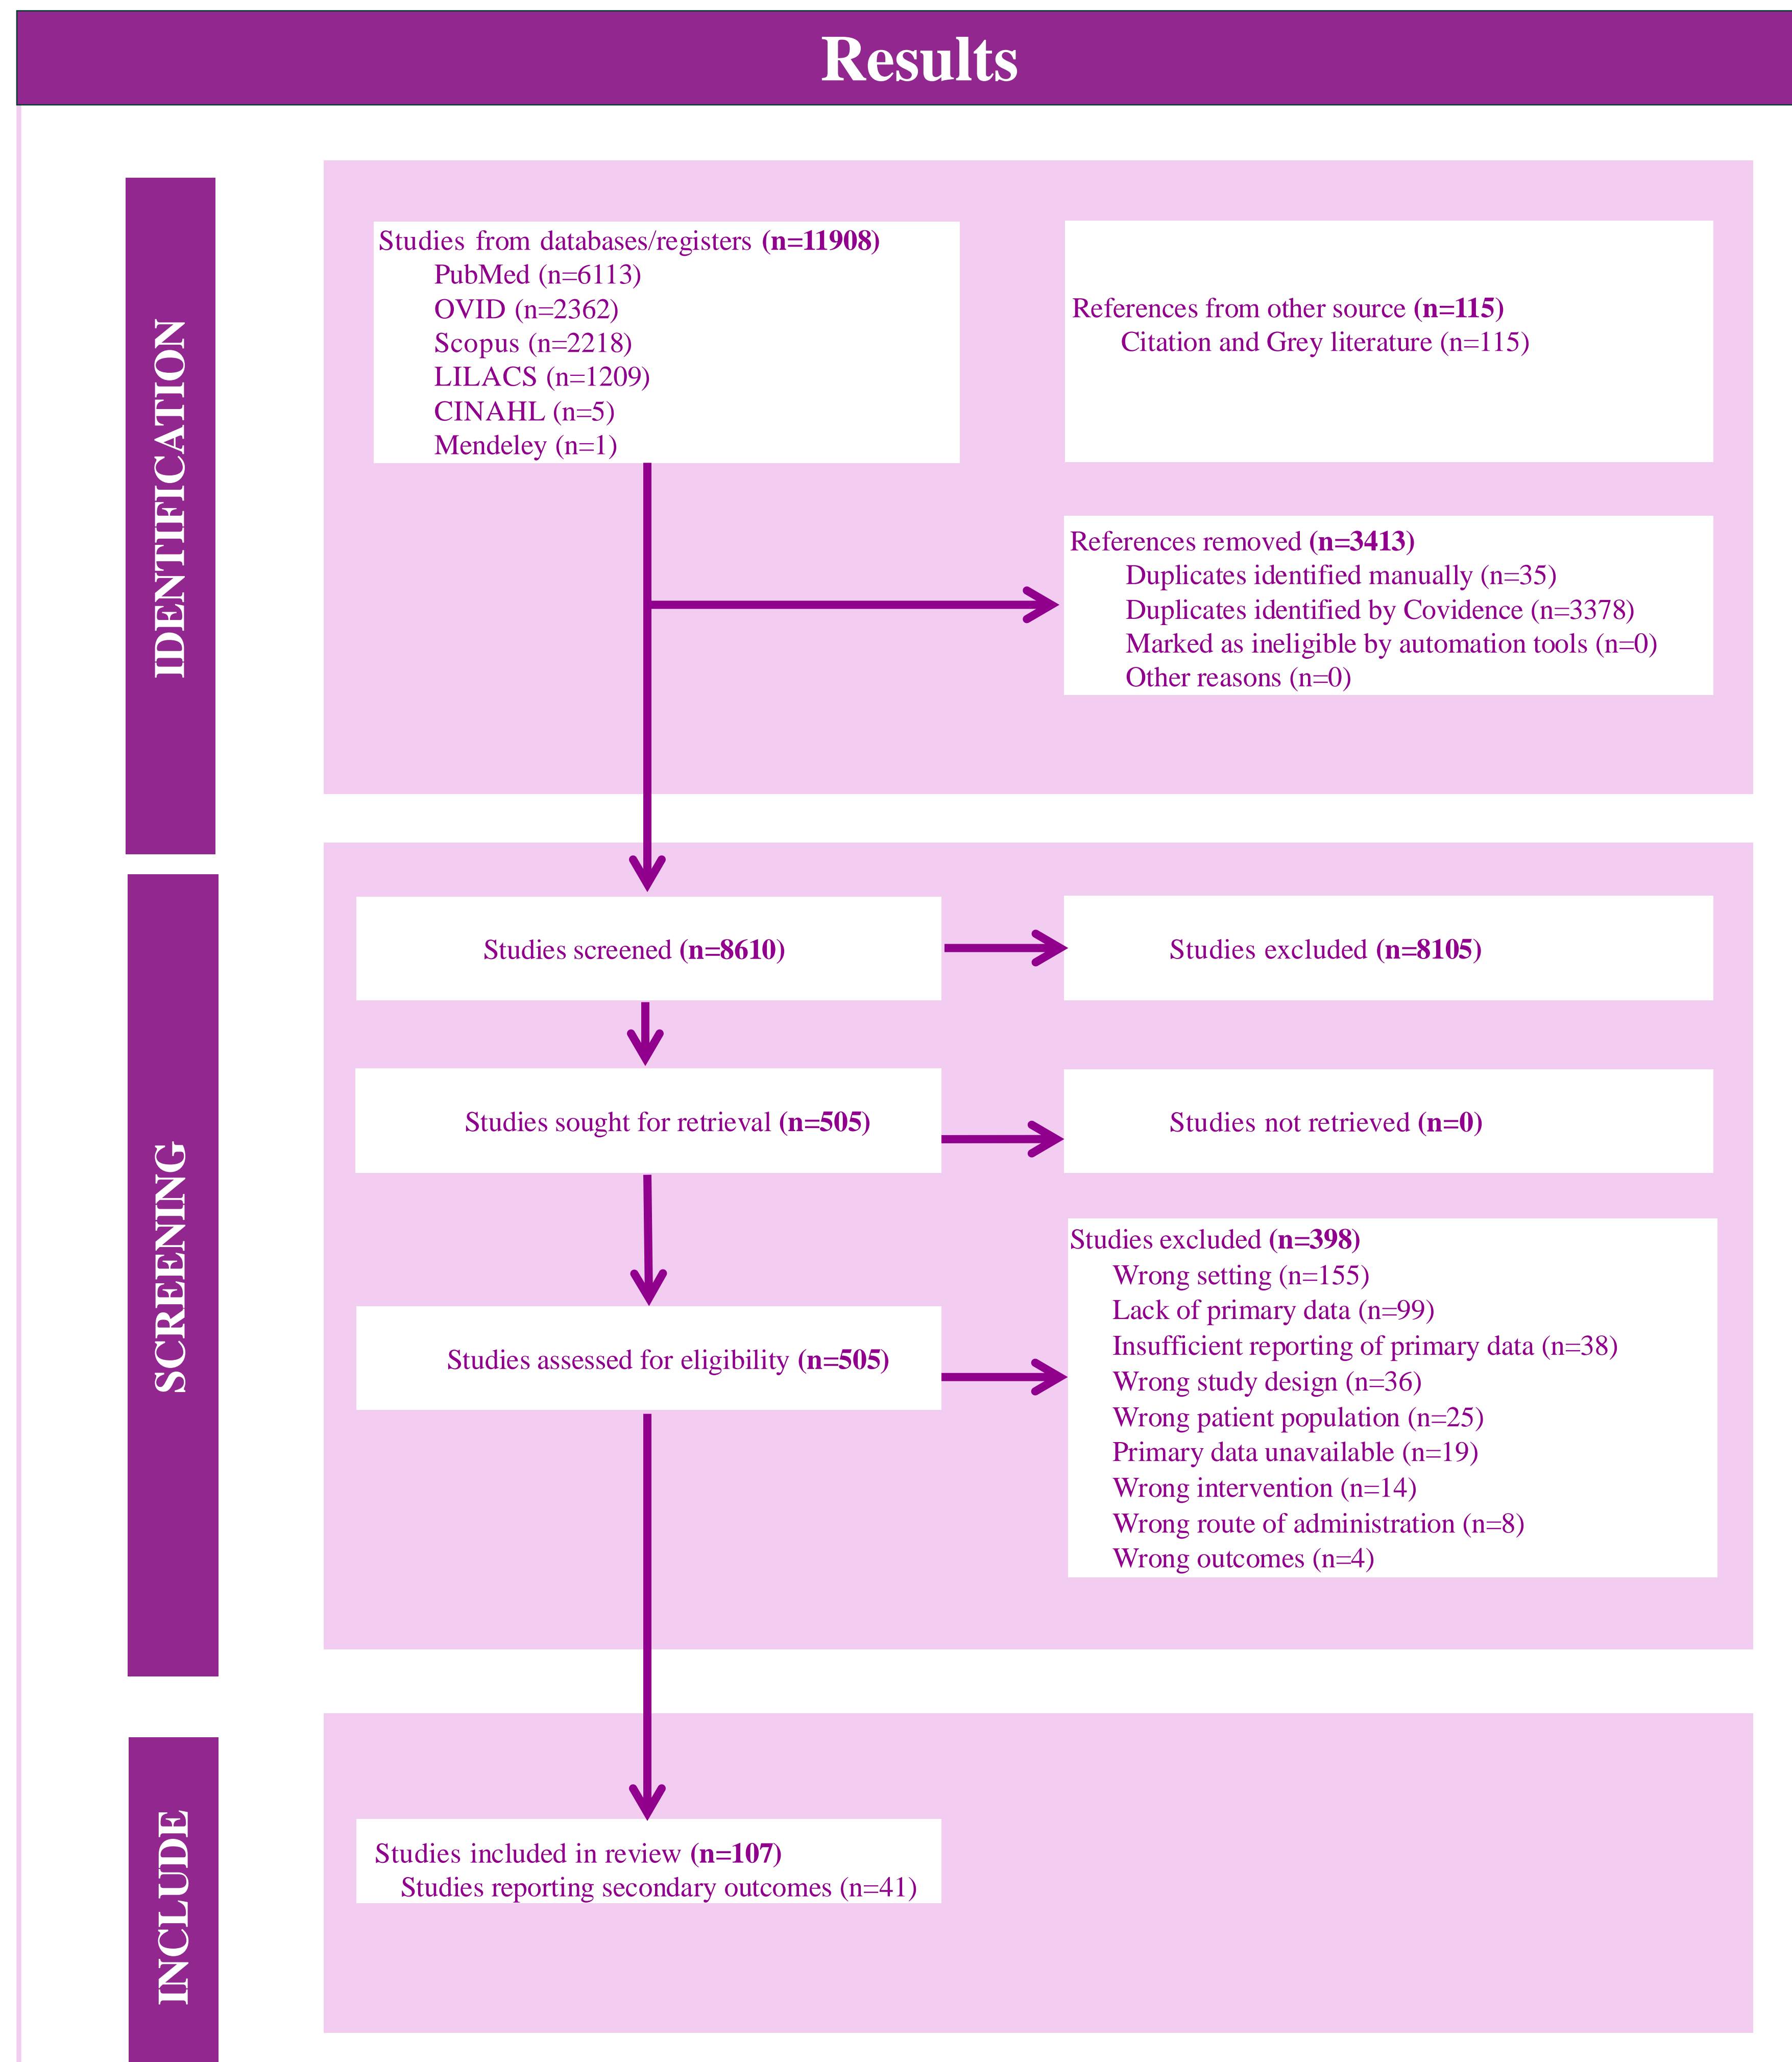 Results
IDENTIFICATION
Studies from databases/registers (n=11908)
PubMed (n=6113)
OVID (n=2362)
Scopus (n=2218)
LILACS (n=1209)
CINAHL (n=5)
Mendeley (n=1)
References from other source (n=115)
Citation and Grey literature (n=115)
References removed (n=3413)
Duplicates identified manually (n=35)
Duplicates identified by Covidence (n=3378)
Marked as ineligible by automation tools (n=0)
Other reasons (n=0)
SCREENING
Studies screened (n=8610)
Studies excluded (n=8105)
Studies sought for retrieval (n=505)
Studies not retrieved (n=0)
Studies assessed for eligibility (n=505)
Studies excluded (n=398)
Wrong setting (n=155)
Lack of primary data (n=99)
Insufficient reporting of primary data (n=38)
Wrong study design (n=36)
Wrong patient population (n=25)
Primary data unavailable (n=19)
Wrong intervention (n=14)
Wrong route of administration (n=8)
Wrong outcomes (n=4)
INCLUDE
Studies included in review (n=107)
Studies reporting secondary outcomes (n=41)